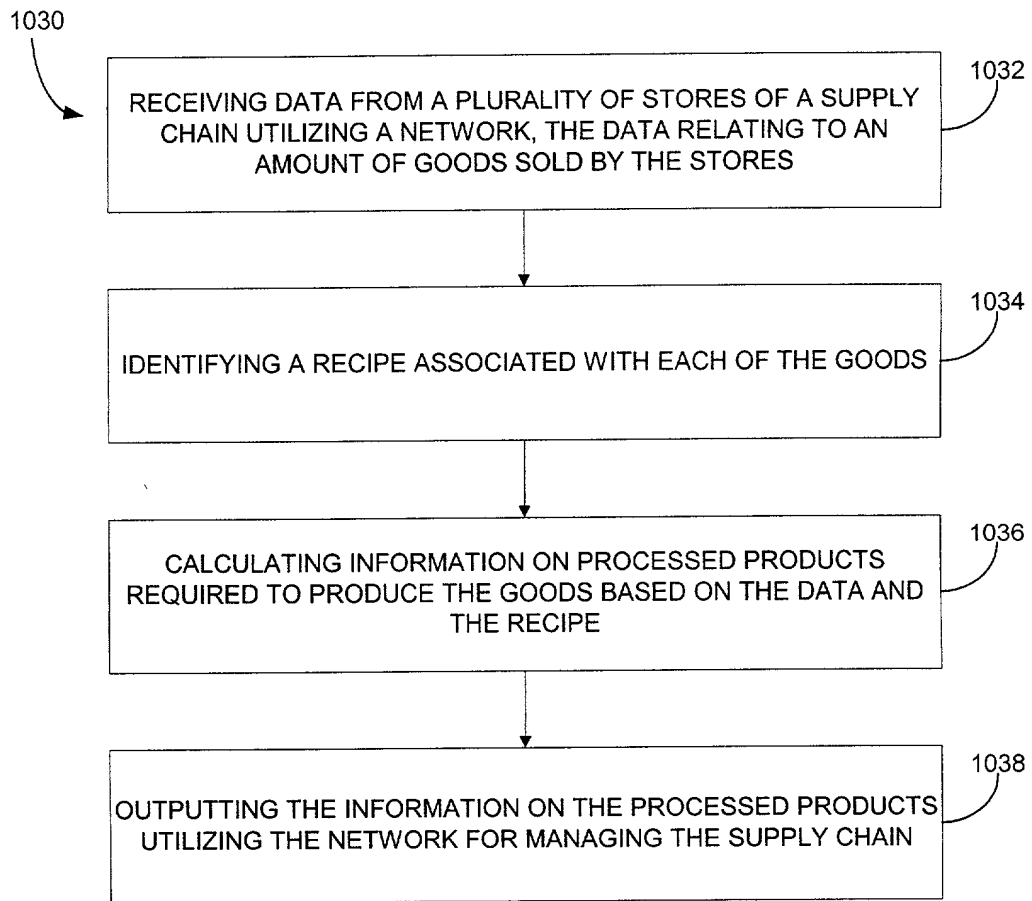 1030
1032
RECEIVING DATA FROM A PLURALITY OF STORES OF A SUPPLY
CHAIN UTILIZING A NETWORK, THE DATA RELATING TO AN
AMOUNT OF GOODS SOLD BY THE STORES
1034
IDENTIFYING A RECIPE ASSOCIATED WITH EACH OF THE GOODS
1036
CALCULATING INFORMATION ON PROCESSED PRODUCTS
REQUIRED TO PRODUCE THE GOODS BASED ON THE DATA AND
THE RECIPE
1038
OUTPUTTING THE INFORMATION ON THE PROCESSED PRODUCTS
UTILIZING THE NETWORK FOR MANAGING THE SUPPLY CHAIN